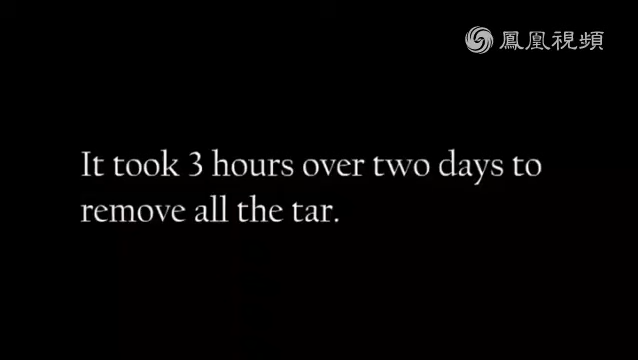 鳳凰視頻
It took 3 hours over two days to
remove all the tar.